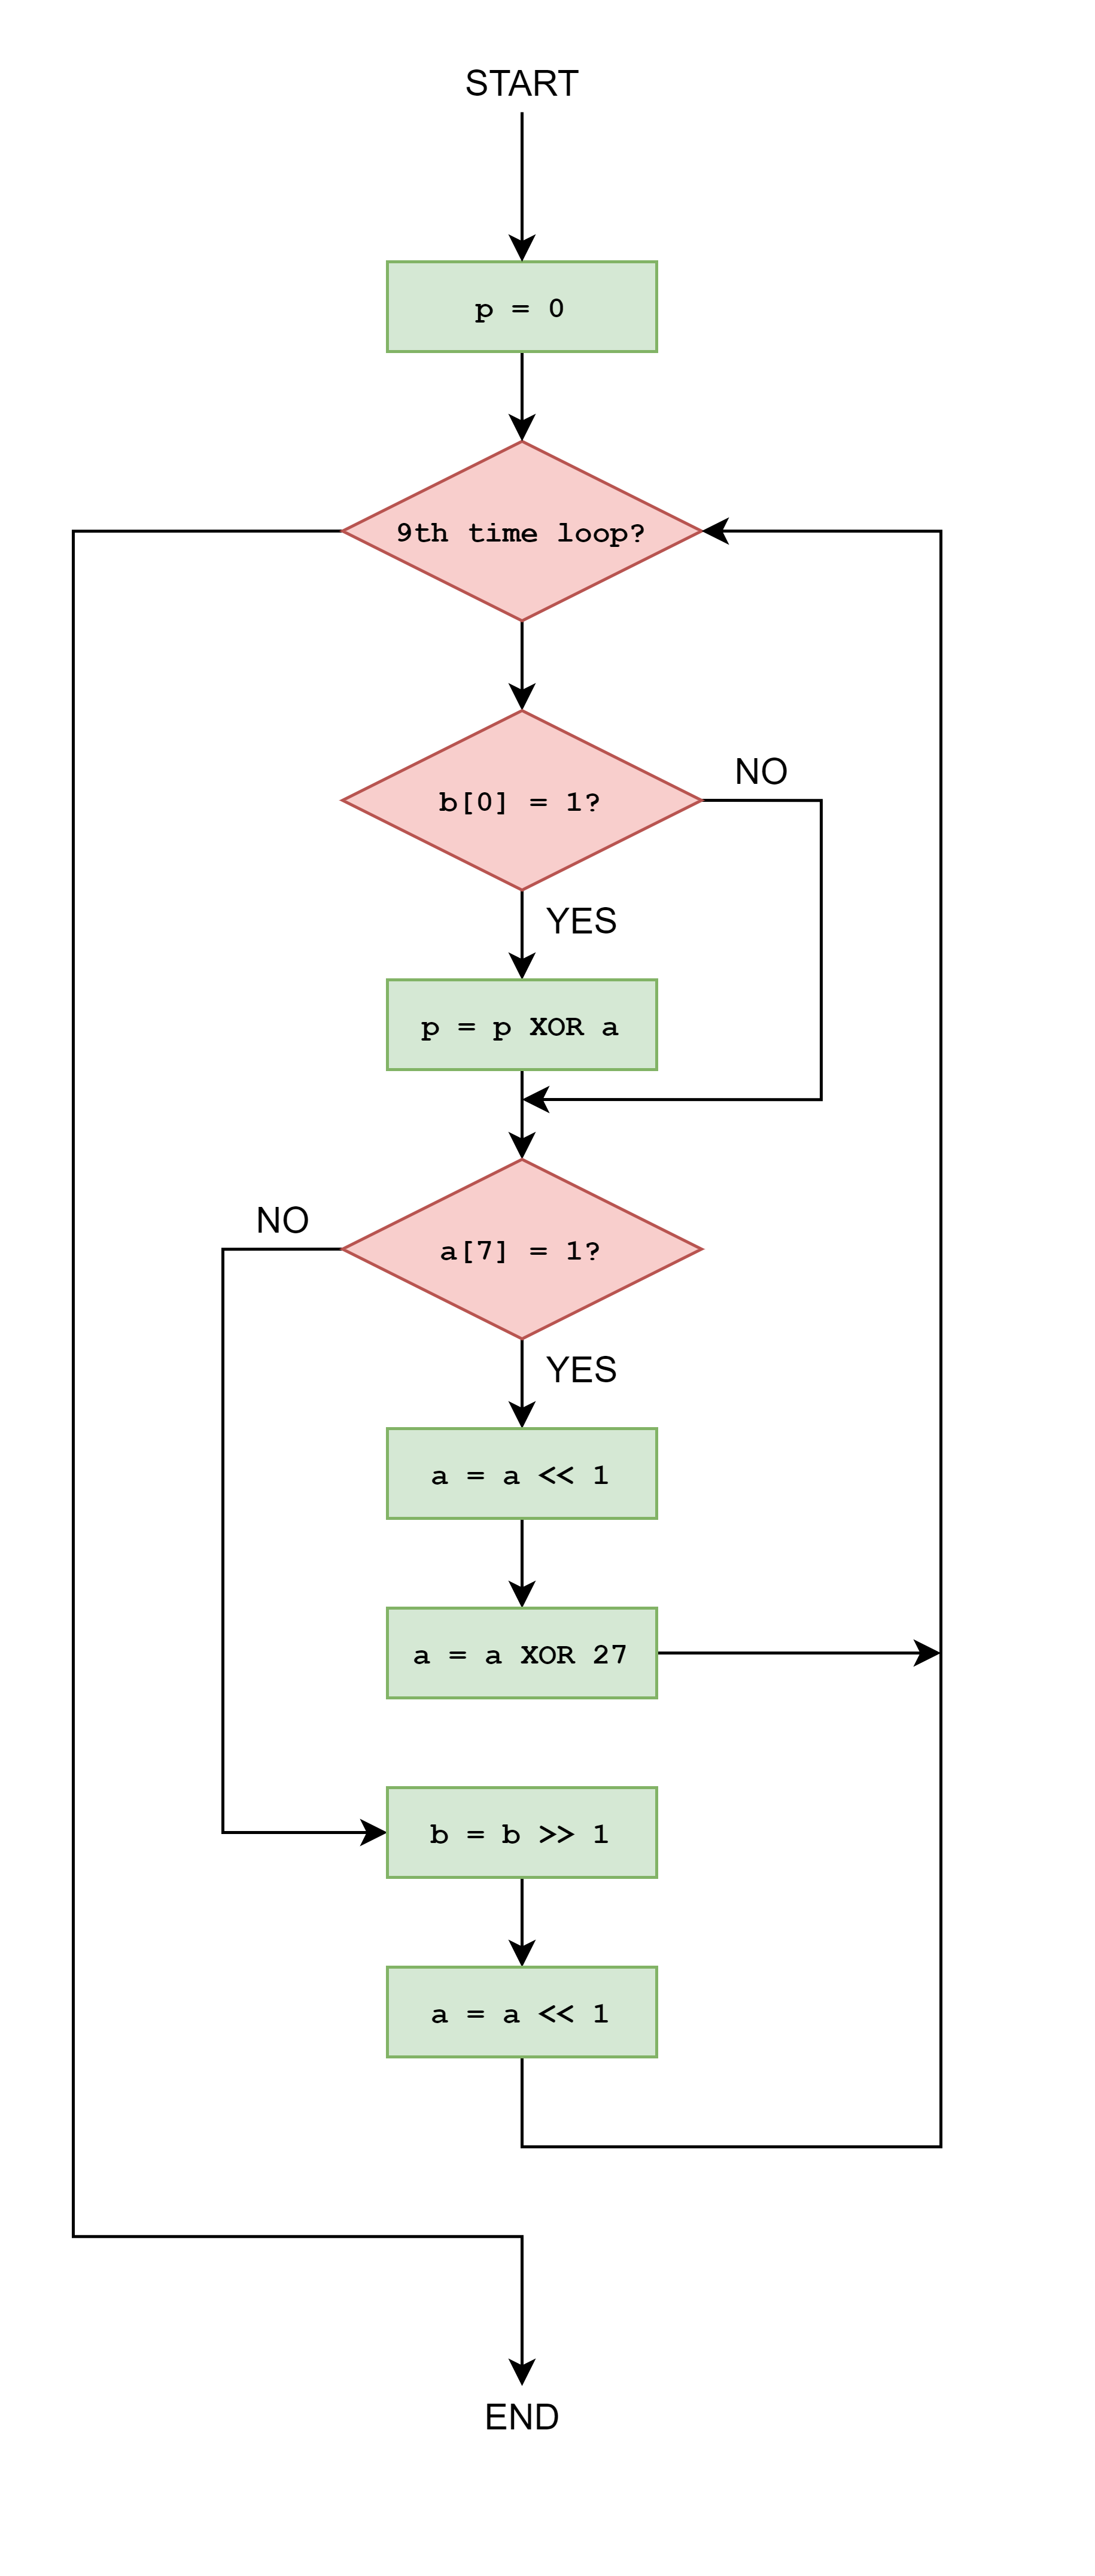 START
p = 0
9th time loop?
b[0] = 1?
NO
YES
p = p XOR a
NO
a[7] = 1?
YES
a = a << 1
a = a XOR 27
b = b >> 1
a = a << 1
END